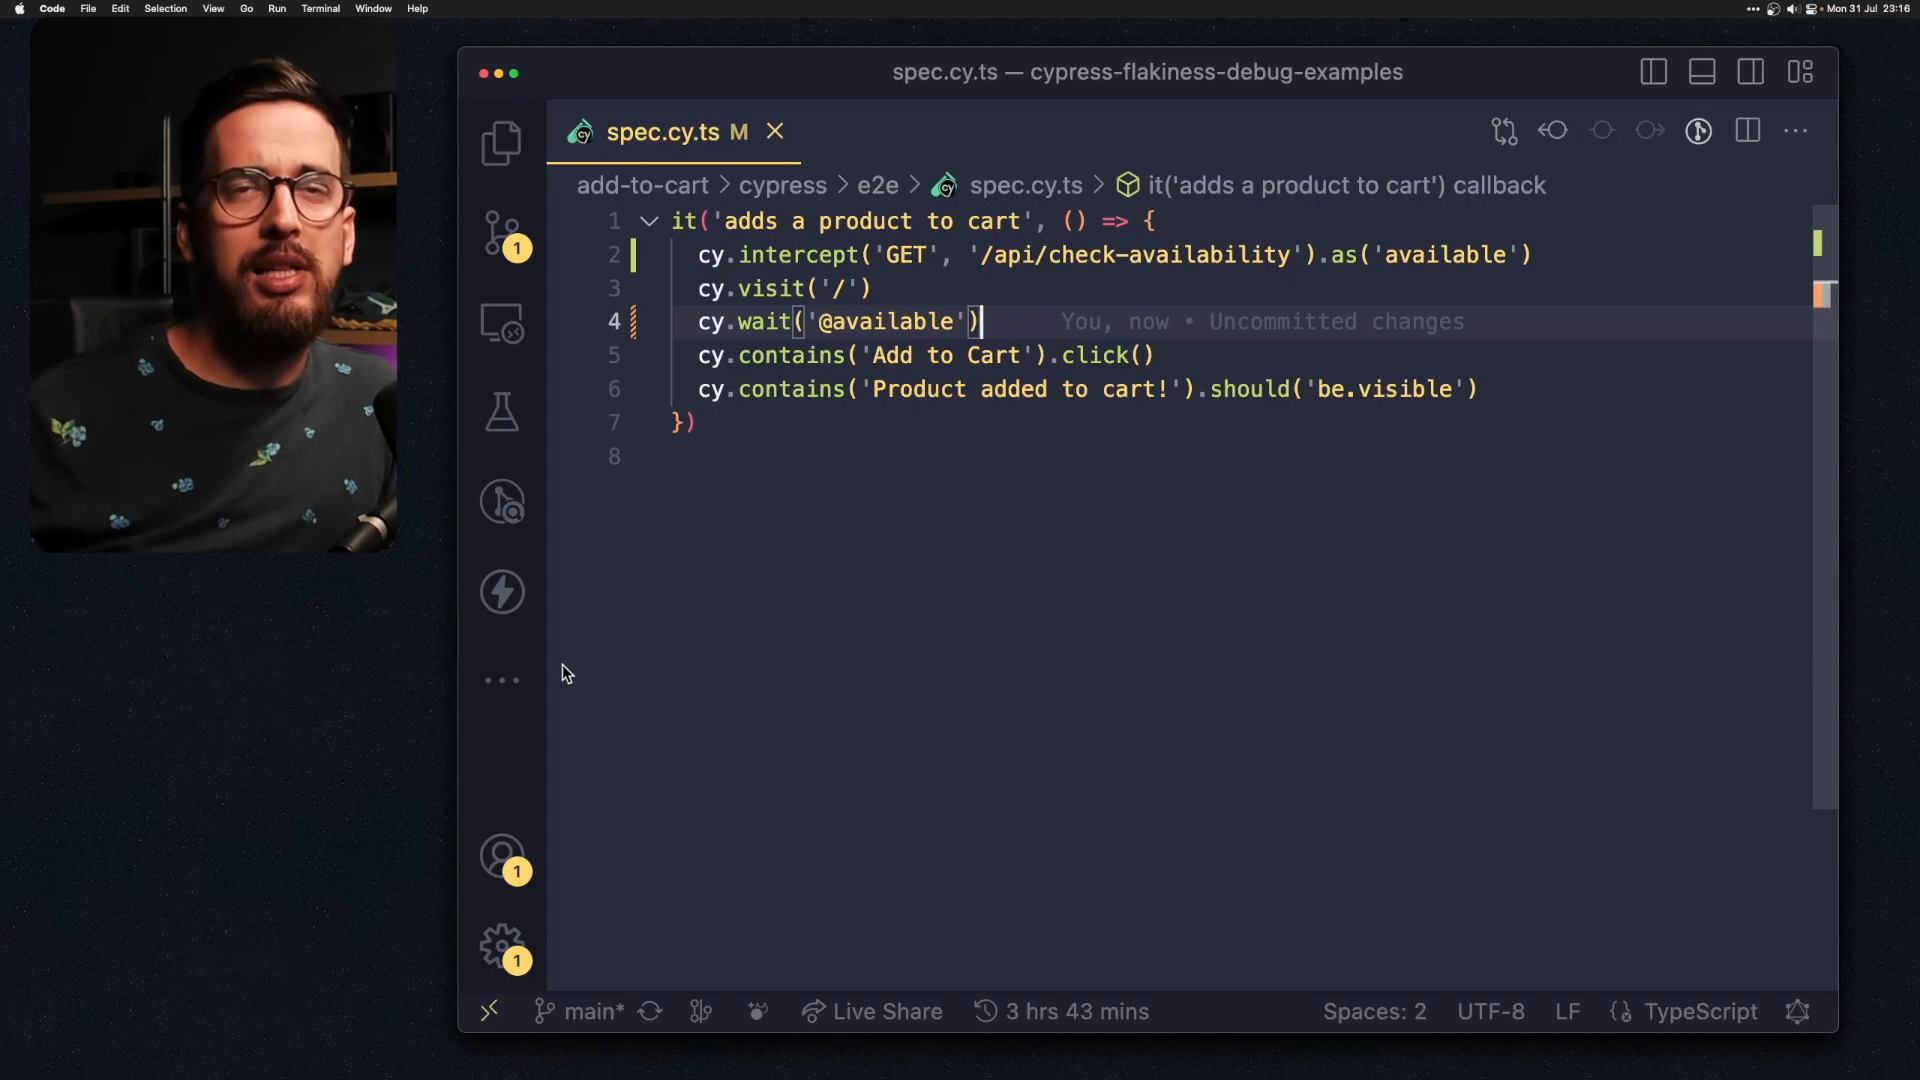 Code File Edit Selection View Go Run Terminal Window Help
Mon 31 Jul 23:16
spec.cy.ts — cypress-flakiness-debug-examples
cy spec.cy.ts M
add-to-cart > cypress > e2e > cy spec.cy.ts > it('adds a product to cart') callback
1 it('adds a product to cart', () => {
2 cy.intercept('GET', '/api/check-availability').as('available')
3 cy.visit('/')
4 cy.wait('@available') You, now • Uncommitted changes
5 cy.contains('Add to Cart').click()
6 cy.contains('Product added to cart!').should('be.visible')
7 })
8
1
1
1
main* Live Share 3 hrs 43 mins Spaces: 2 UTF-8 LF TypeScript